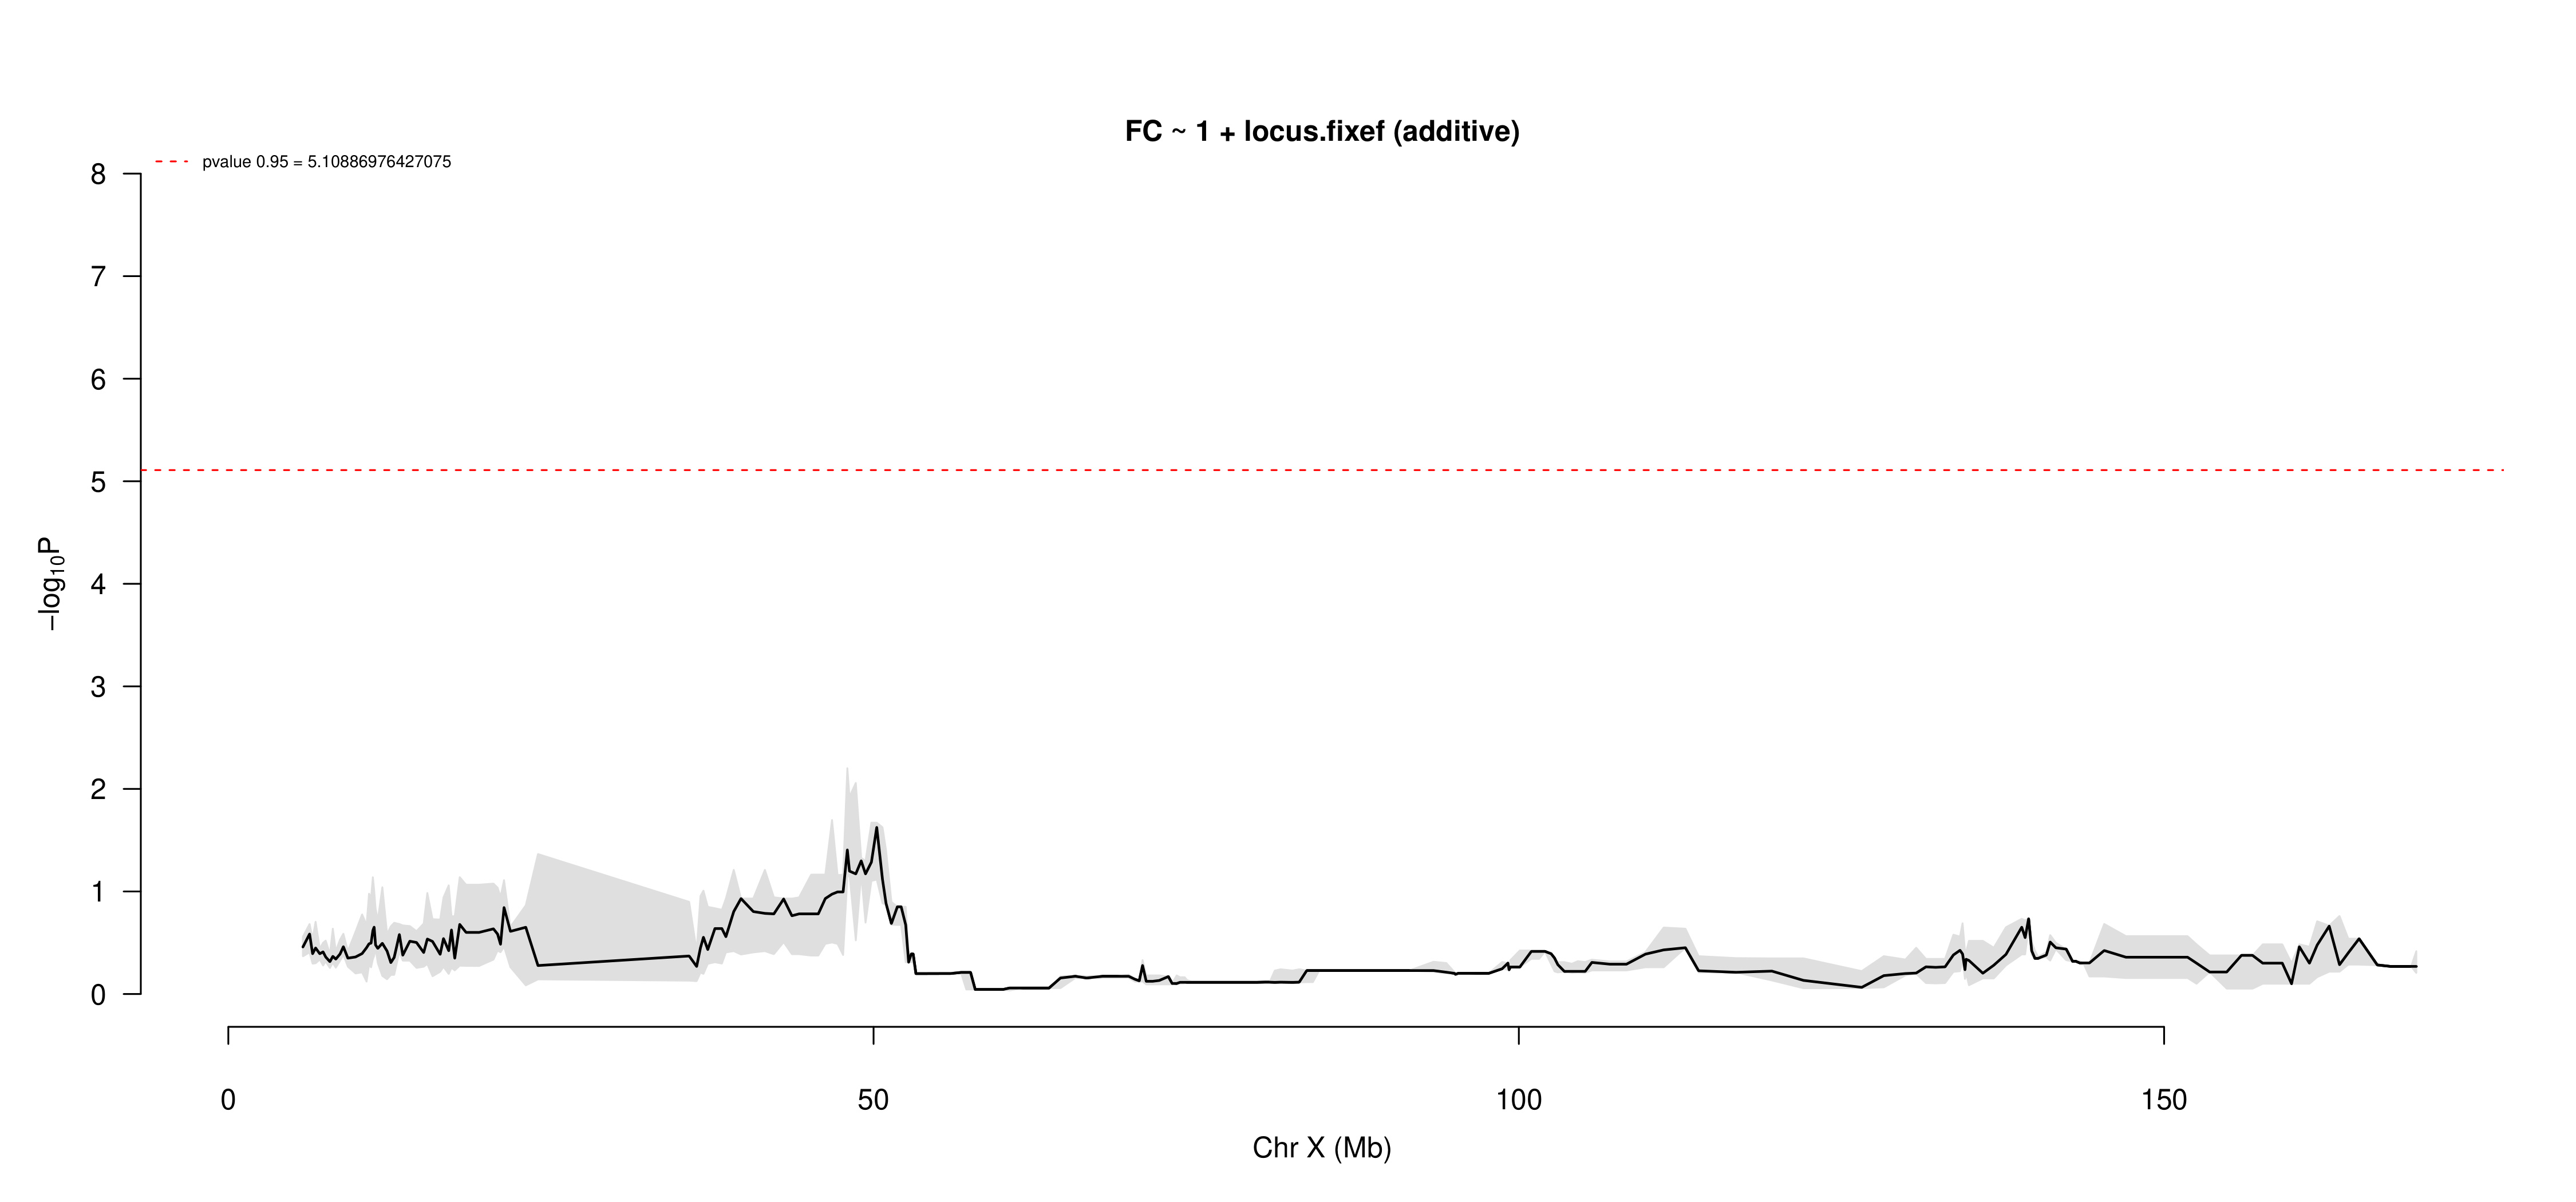 FC ~ 1 + locus.fixef (additive)
pvalue 0.95 = 5.10886976427075
8
7
6
5
4
3
2
1
0
−log10P
0 50 100 150
Chr X (Mb)